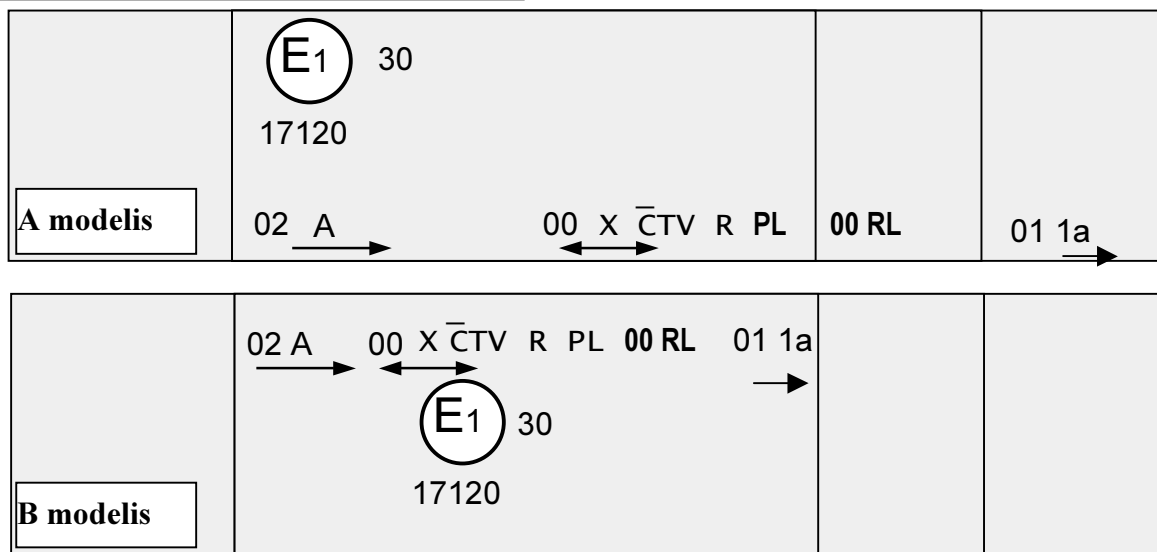 E1 30
17120
A modelis 02 A 00 X C̅TV R PL 00 RL 01 1a
02 A 00 X C̅TV R PL 00 RL 01 1a
E1 30
17120
B modelis